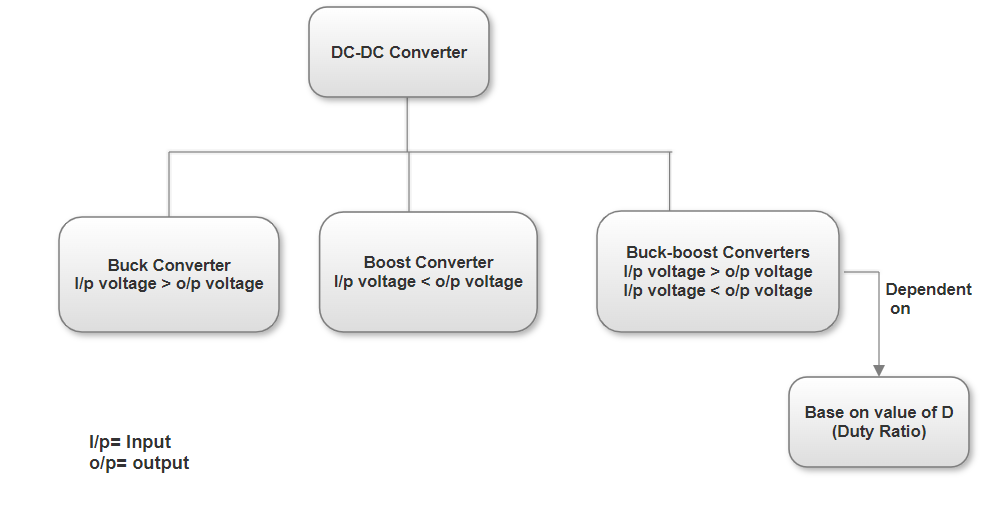 DC-DC Converter
Buck Converter
I/p voltage > o/p voltage
Boost Converter
I/p voltage < o/p voltage
Buck-boost Converters
I/p voltage > o/p voltage
I/p voltage < o/p voltage
Dependent
on
Base on value of D
(Duty Ratio)
I/p= Input
o/p= output